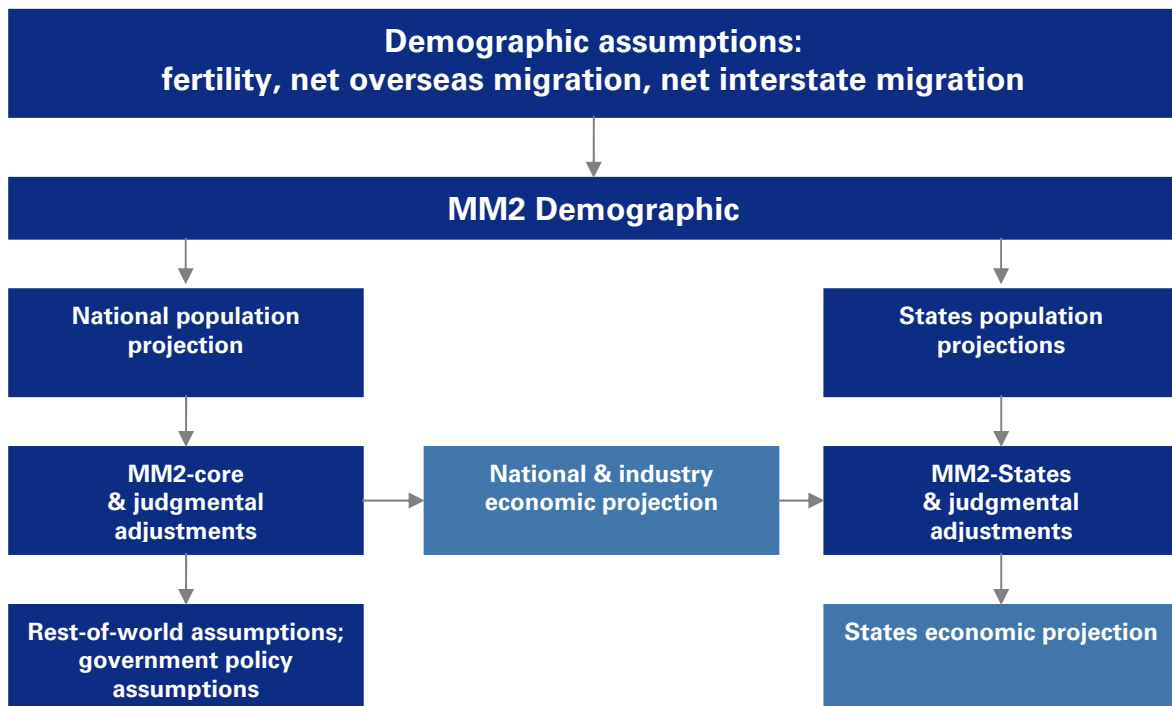 Demographic assumptions:
fertility, net overseas migration, net interstate migration
MM2 Demographic
National population
projection
States population
projections
MM2-core
& judgmental
adjustments
National & industry
economic projection
MM2-States
& judgmental
adjustments
Rest-of-world assumptions;
government policy
assumptions
States economic projection